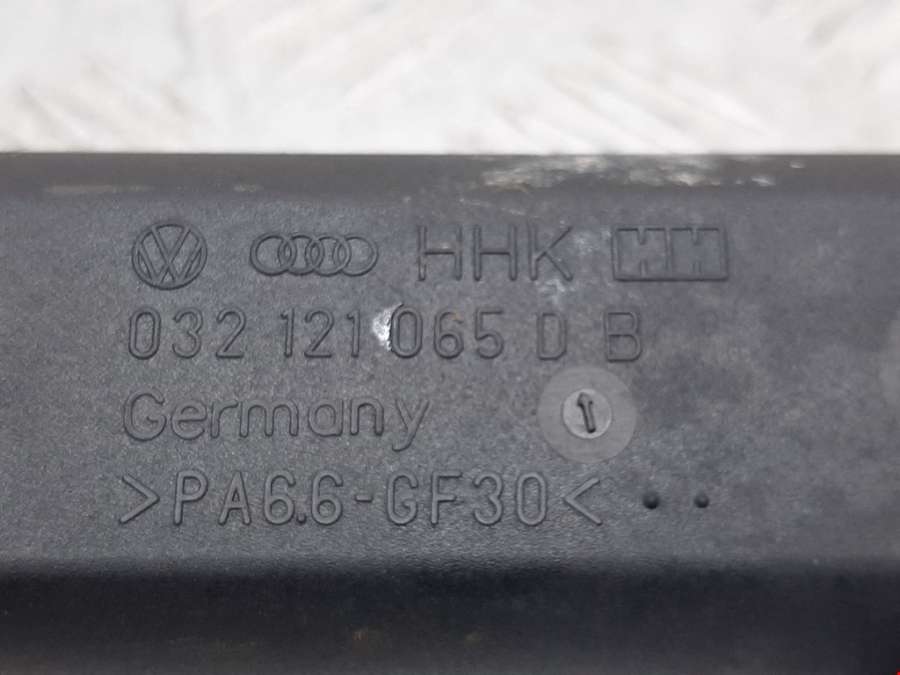 HHK
032 121 065 D B
Germany
>PA6.6-GF30<